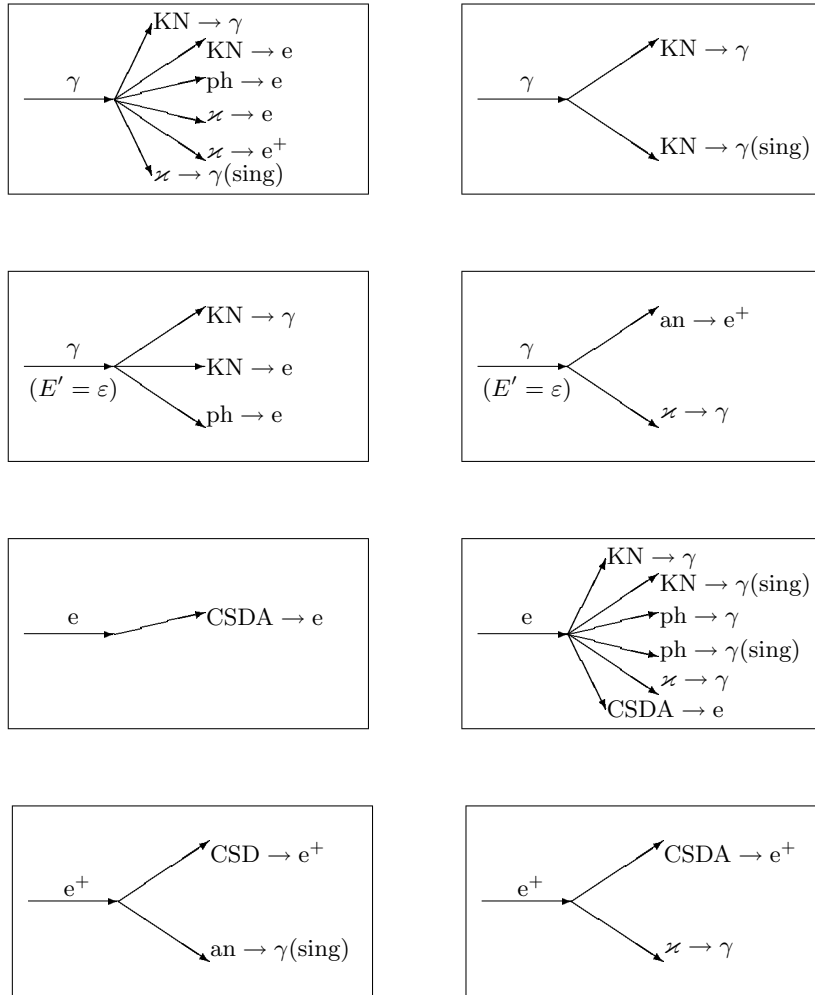 γ
KN → γ
KN → e
ph → e
ϰ → e
ϰ → e⁺
ϰ → γ(sing)
γ
KN → γ
KN → γ(sing)
γ
(E′ = ε)
KN → γ
KN → e
ph → e
γ
(E′ = ε)
an → e⁺
ϰ → γ
e
CSDA → e
e
KN → γ
KN → γ(sing)
ph → γ
ph → γ(sing)
ϰ → γ
CSDA → e
e⁺
CSD → e⁺
an → γ(sing)
e⁺
CSDA → e⁺
ϰ → γ